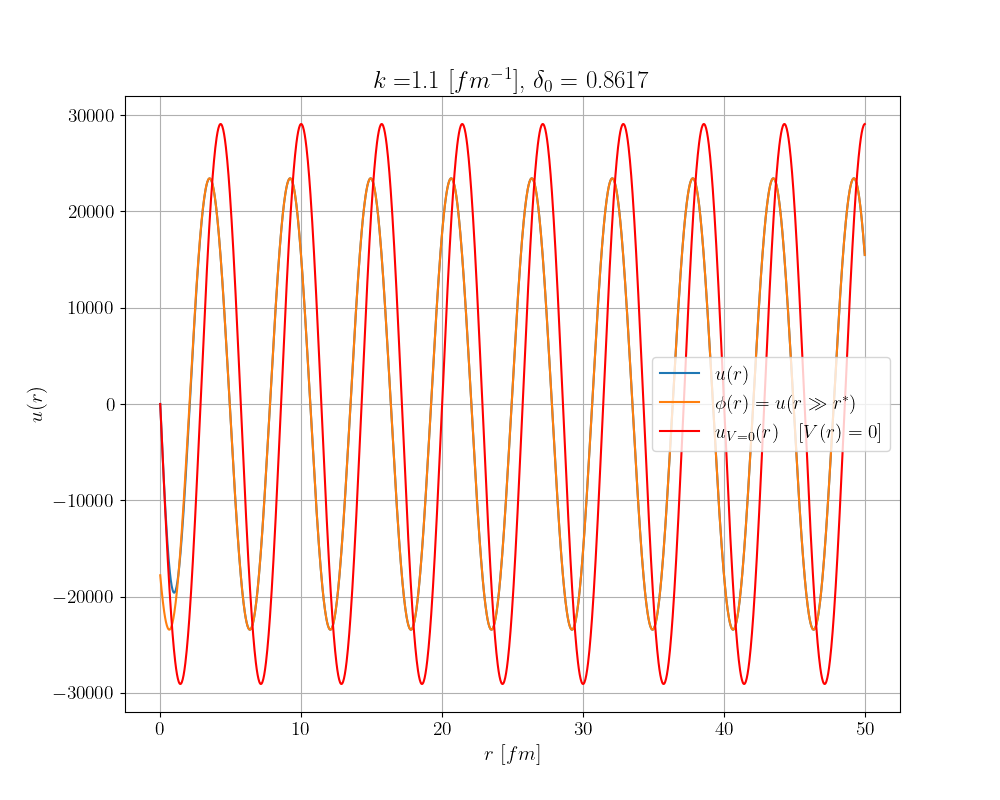 k =1.1 [fm⁻¹], δ₀ = 0.8617
30000
20000
10000
0
−10000
−20000
−30000
u(r)
u(r)
ϕ(r) = u(r ≫ r*)
u_{V=0}(r) [V(r) = 0]
0 10 20 30 40 50
r [fm]